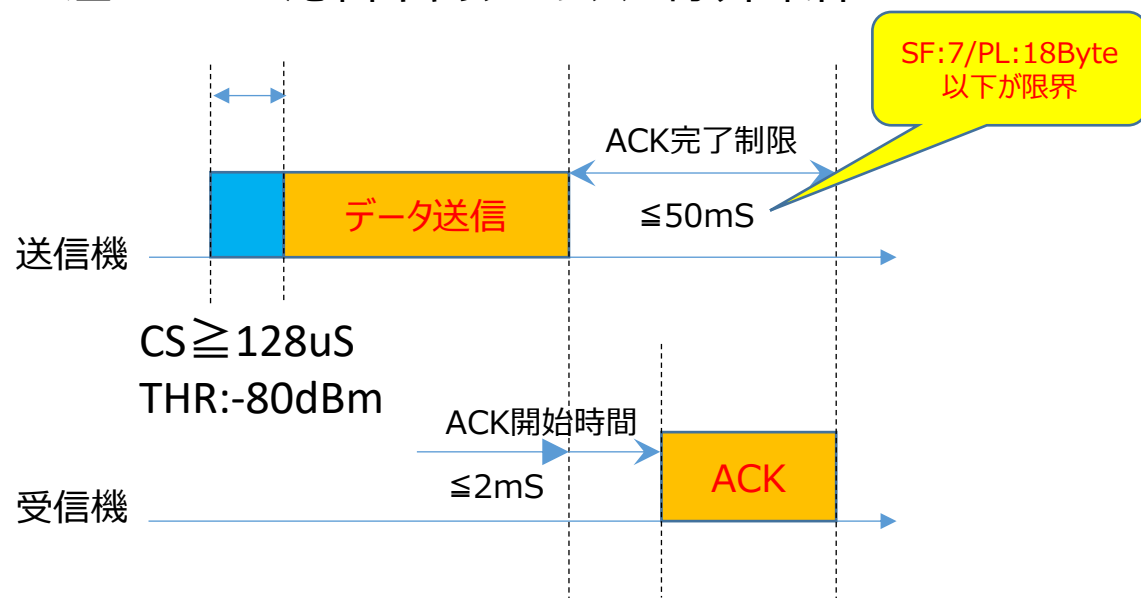 SF:7/PL:18Byte
以下が限界
ACK完了制限
データ送信
≦50mS
送信機
CS≧128uS
THR:-80dBm
ACK開始時間
≦2mS
ACK
受信機